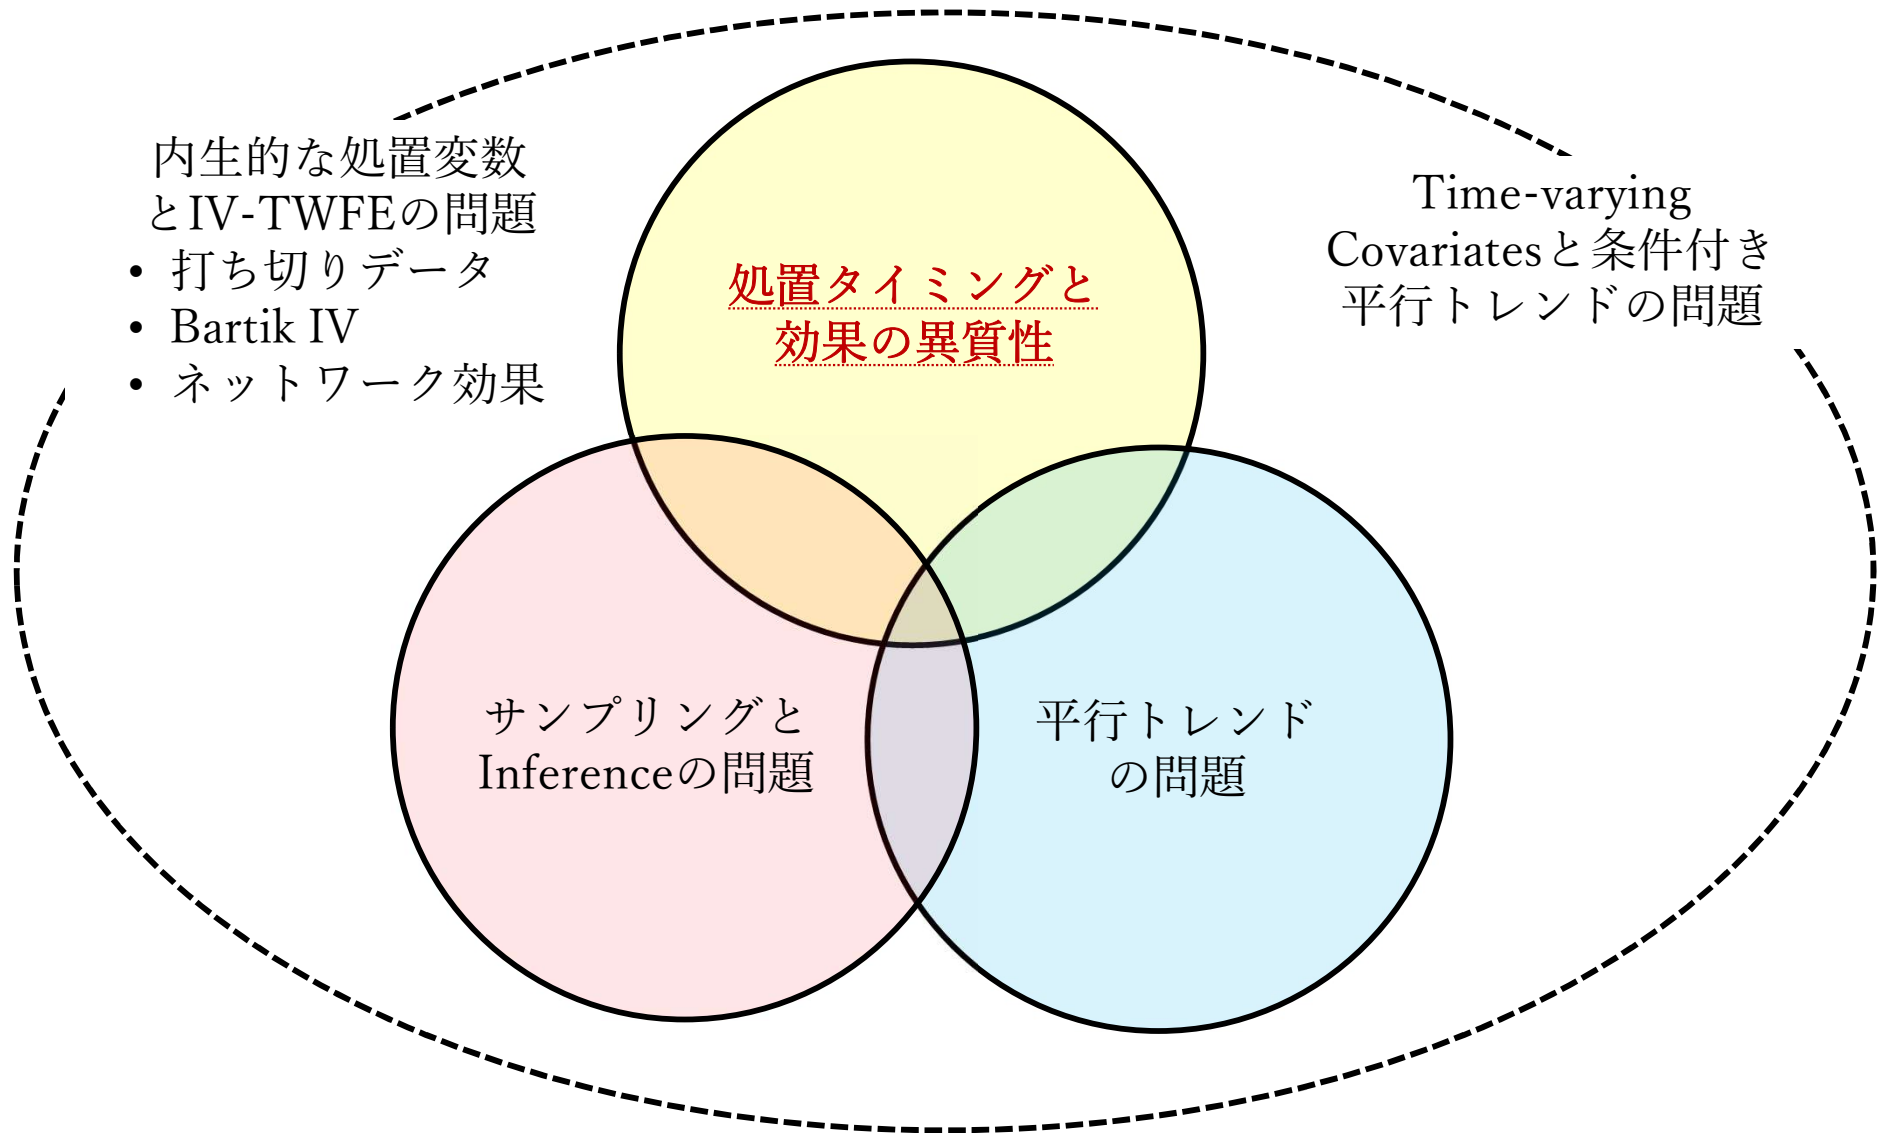 内生的な処置変数
とIV-TWFEの問題
• 打ち切りデータ
• Bartik IV
• ネットワーク効果
Time-varying
Covariatesと条件付き
平行トレンドの問題
処置タイミングと
効果の異質性
サンプリングと
Inferenceの問題
平行トレンド
の問題